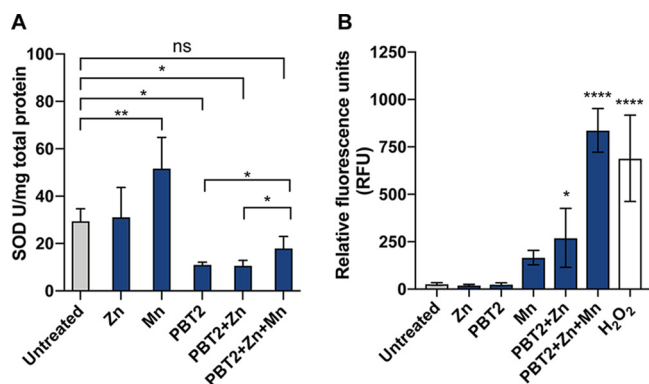 A
SOD U/mg total protein
100
80
60
40
20
0
ns
*
*
**
*
*
Untreated
Zn
Mn
PBT2
PBT2+Zn
PBT2+Zn+Mn
B
Relative fluorescence units
(RFU)
1250
1000
750
500
250
0
*
****
****
Untreated
Zn
PBT2
Mn
PBT2+Zn
PBT2+Zn+Mn
H₂O₂